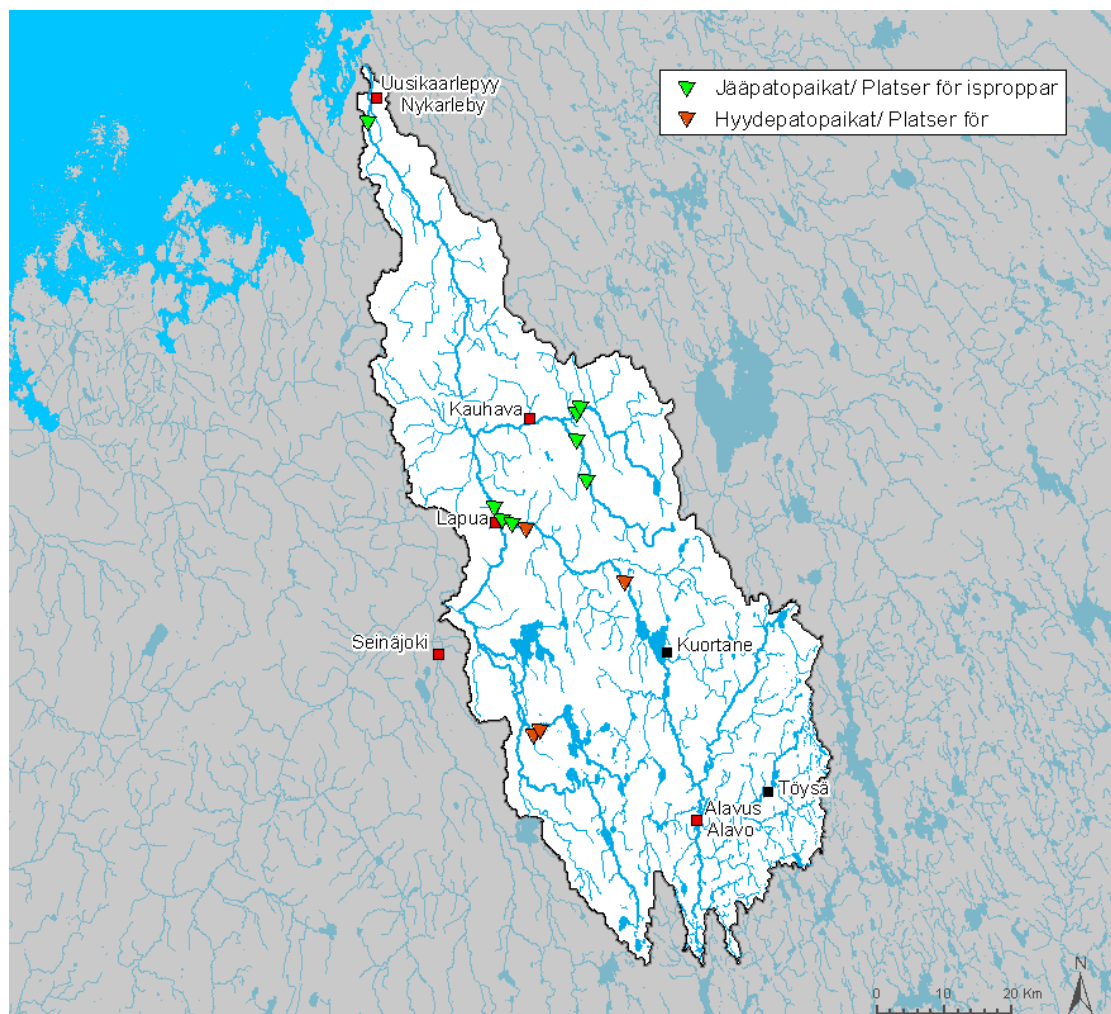 Uusikaarlepyy
Nykarleby
Jääpatopaikat/ Platser för isproppar
Hyydepatopaikat/ Platser för
Kauhava
Lapua
Seinäjoki
Kuortane
Töysä
Alavus
Alavo
N
0 10 20 Km